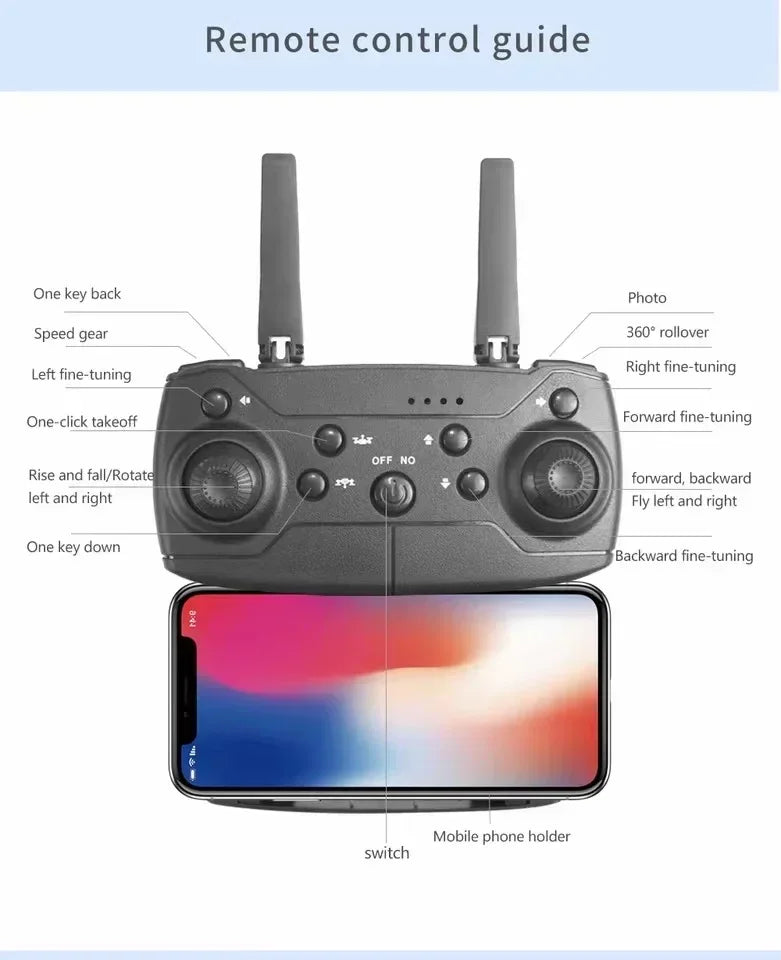 Remote control guide
One key back
Speed gear
Left fine-tuning
One-click takeoff
Rise and fall/Rotate
left and right
One key down
Photo
360° rollover
Right fine-tuning
Forward fine-tuning
forward, backward
Fly left and right
Backward fine-tuning
OFF NO
9:41
Mobile phone holder
switch